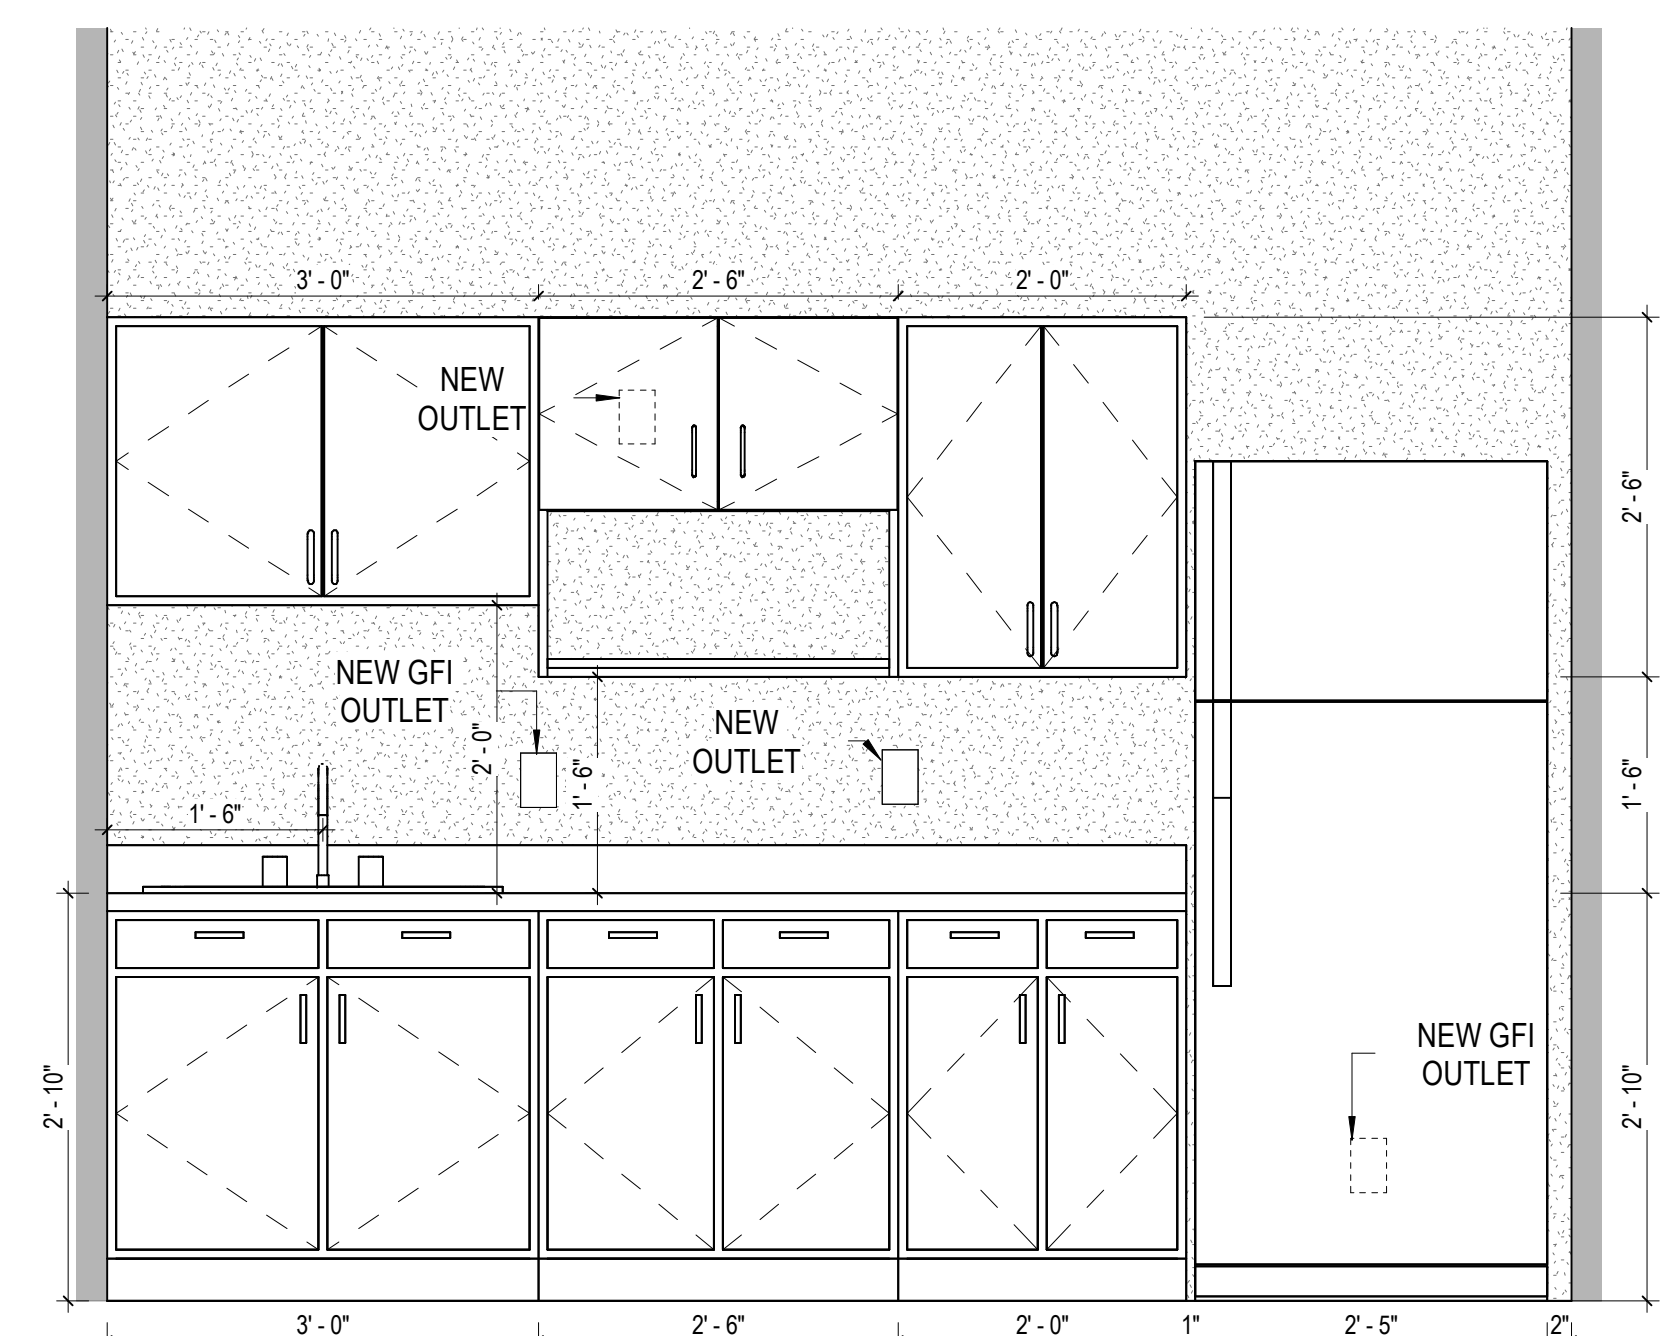 3' - 0"
2' - 6"
2' - 0"
NEW
OUTLET
2' - 6"
NEW GFI
OUTLET
NEW
OUTLET
2' - 0"
1' - 6"
1' - 6"
1' - 6"
NEW GFI
OUTLET
2' - 10"
2' - 10"
3' - 0"
2' - 6"
2' - 0"
1"
2' - 5"
2"